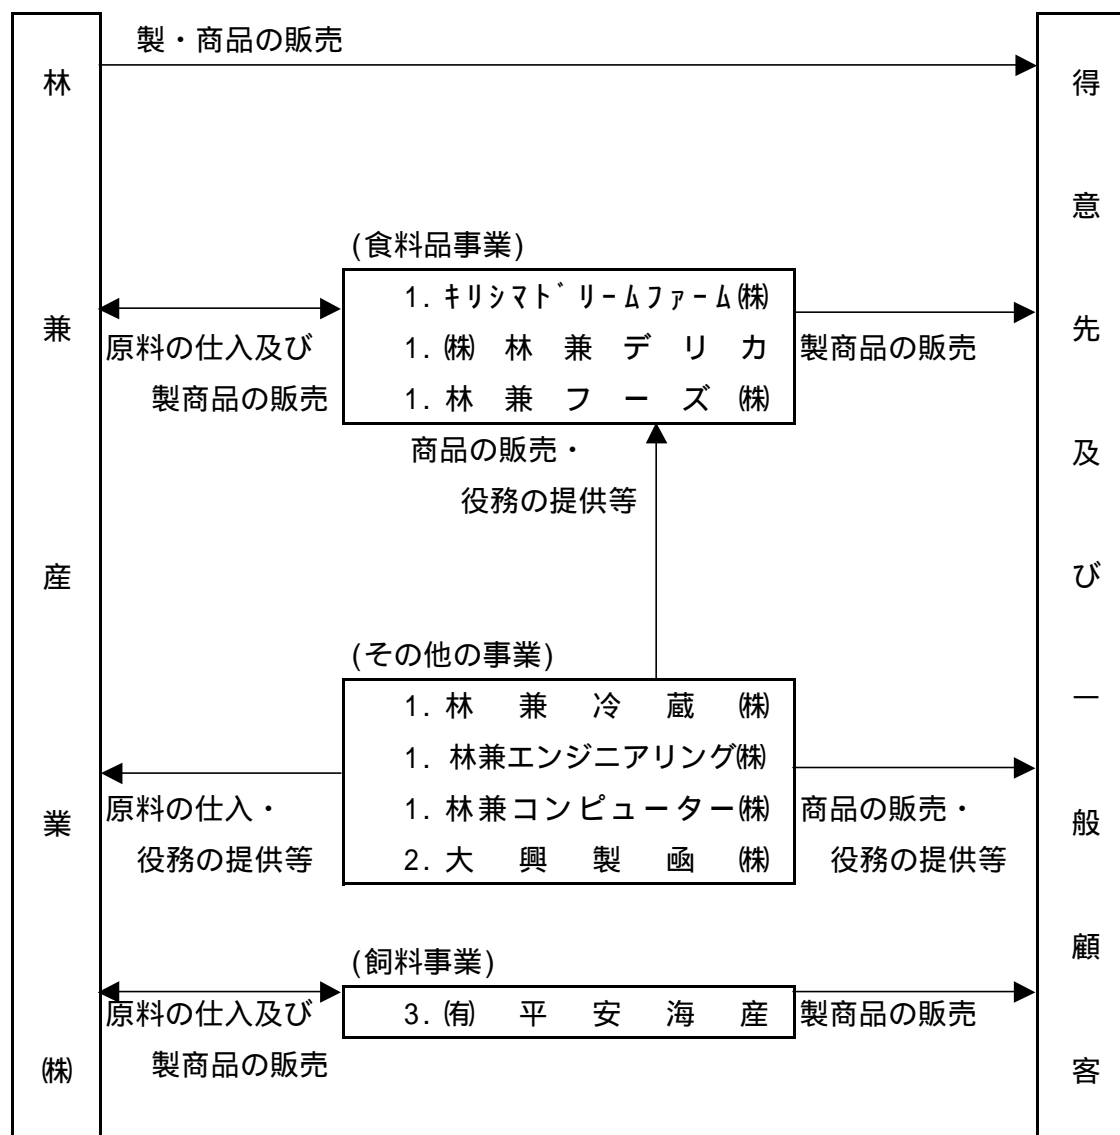 林兼産業㈱
製・商品の販売
(食料品事業)
1. ｷﾘｼﾏﾄﾞﾘｰﾑﾌｧｰﾑ㈱
1. ㈱林兼デリカ
1. 林兼フーズ㈱
原料の仕入及び
製商品の販売
製商品の販売
商品の販売・
役務の提供等
(その他の事業)
1. 林兼冷蔵㈱
1. 林兼エンジニアリング㈱
1. 林兼コンピューター㈱
2. 大興製函㈱
原料の仕入・
役務の提供等
商品の販売・
役務の提供等
(飼料事業)
3. ㈲平安海産
原料の仕入及び
製商品の販売
製商品の販売
得意先及び一般顧客